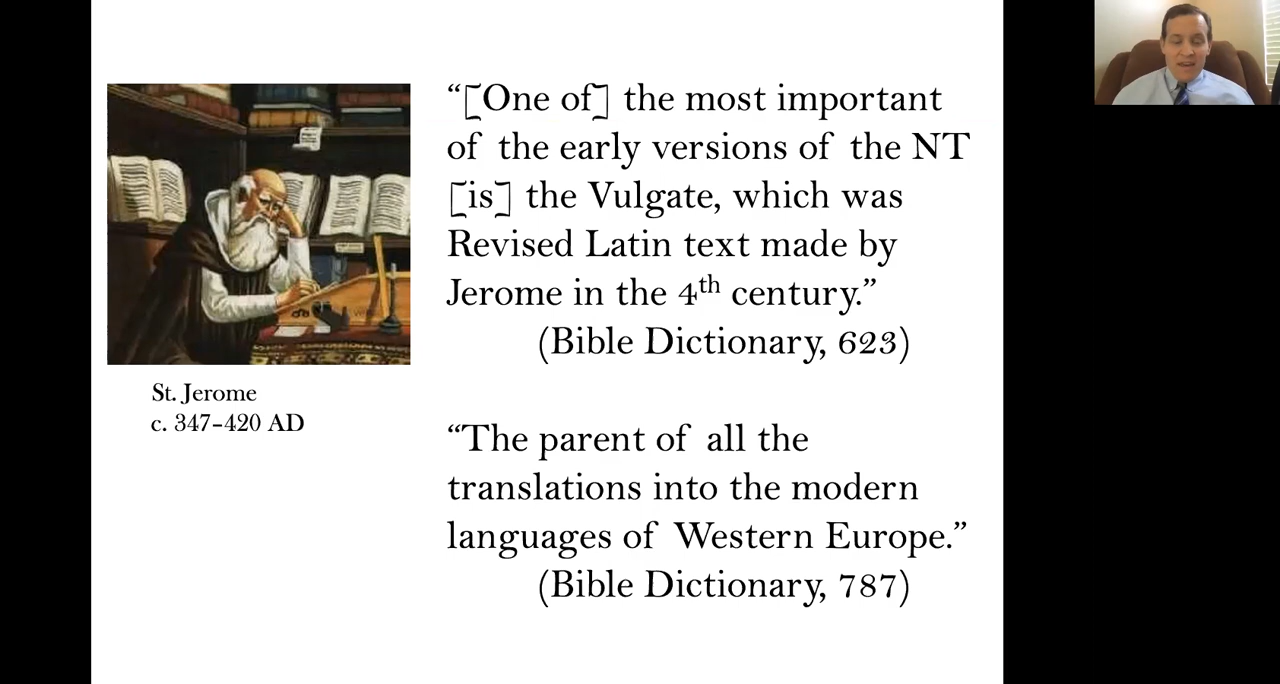 St. Jerome
c. 347–420 AD
“[One of] the most important
of the early versions of the NT
[is] the Vulgate, which was
Revised Latin text made by
Jerome in the 4th century.”
(Bible Dictionary, 623)
“The parent of all the
translations into the modern
languages of Western Europe.”
(Bible Dictionary, 787)